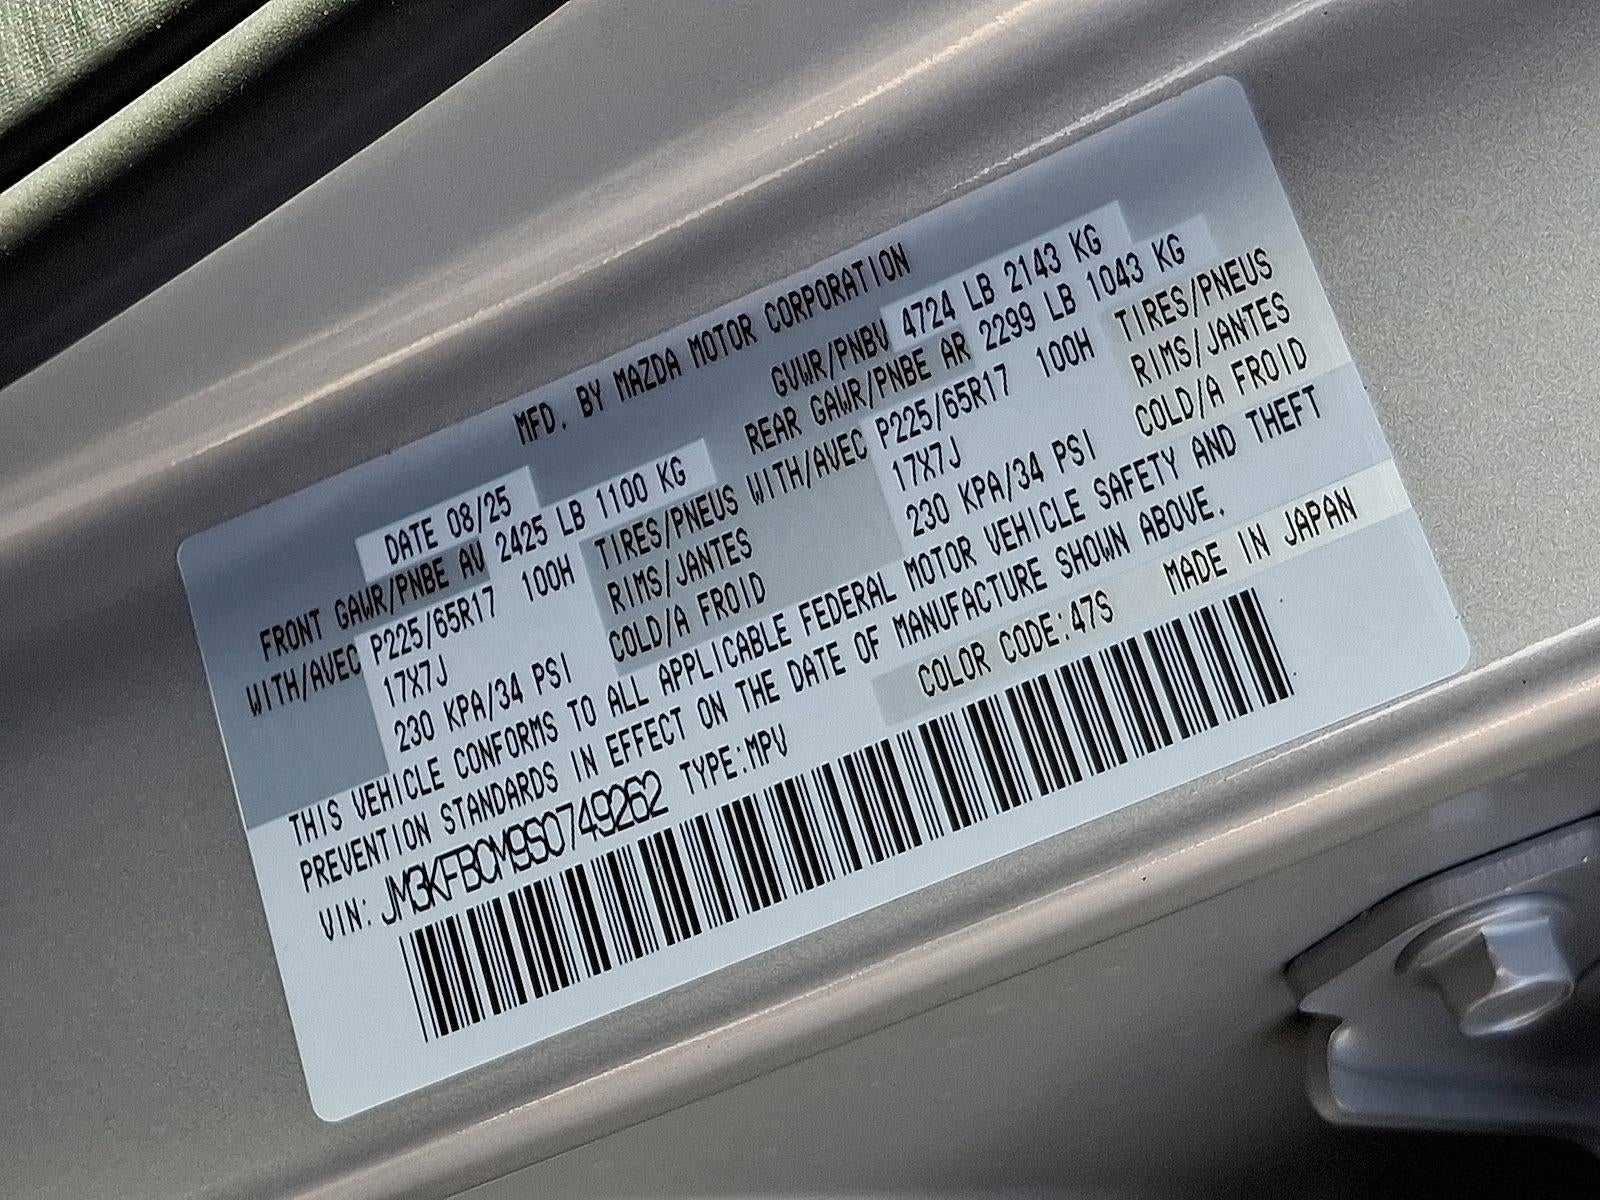 MFD. BY MAZDA MOTOR CORPORATION
DATE 08/25 GVWR/PNBV 4724 LB 2143 KG
FRONT GAWR/PNBE AV 2425 LB 1100 KG REAR GAWR/PNBE AR 2299 LB 1043 KG
WITH/AVEC P225/65R17 100H TIRES/PNEUS WITH/AVEC P225/65R17 100H TIRES/PNEUS
17X7J RIMS/JANTES 17X7J RIMS/JANTES
230 KPA/34 PSI COLD/A FROID 230 KPA/34 PSI COLD/A FROID
THIS VEHICLE CONFORMS TO ALL APPLICABLE FEDERAL MOTOR VEHICLE SAFETY AND THEFT
PREVENTION STANDARDS IN EFFECT ON THE DATE OF MANUFACTURE SHOWN ABOVE.
VIN: JM3KFBCM9S0749262 TYPE:MPV COLOR CODE:47S MADE IN JAPAN